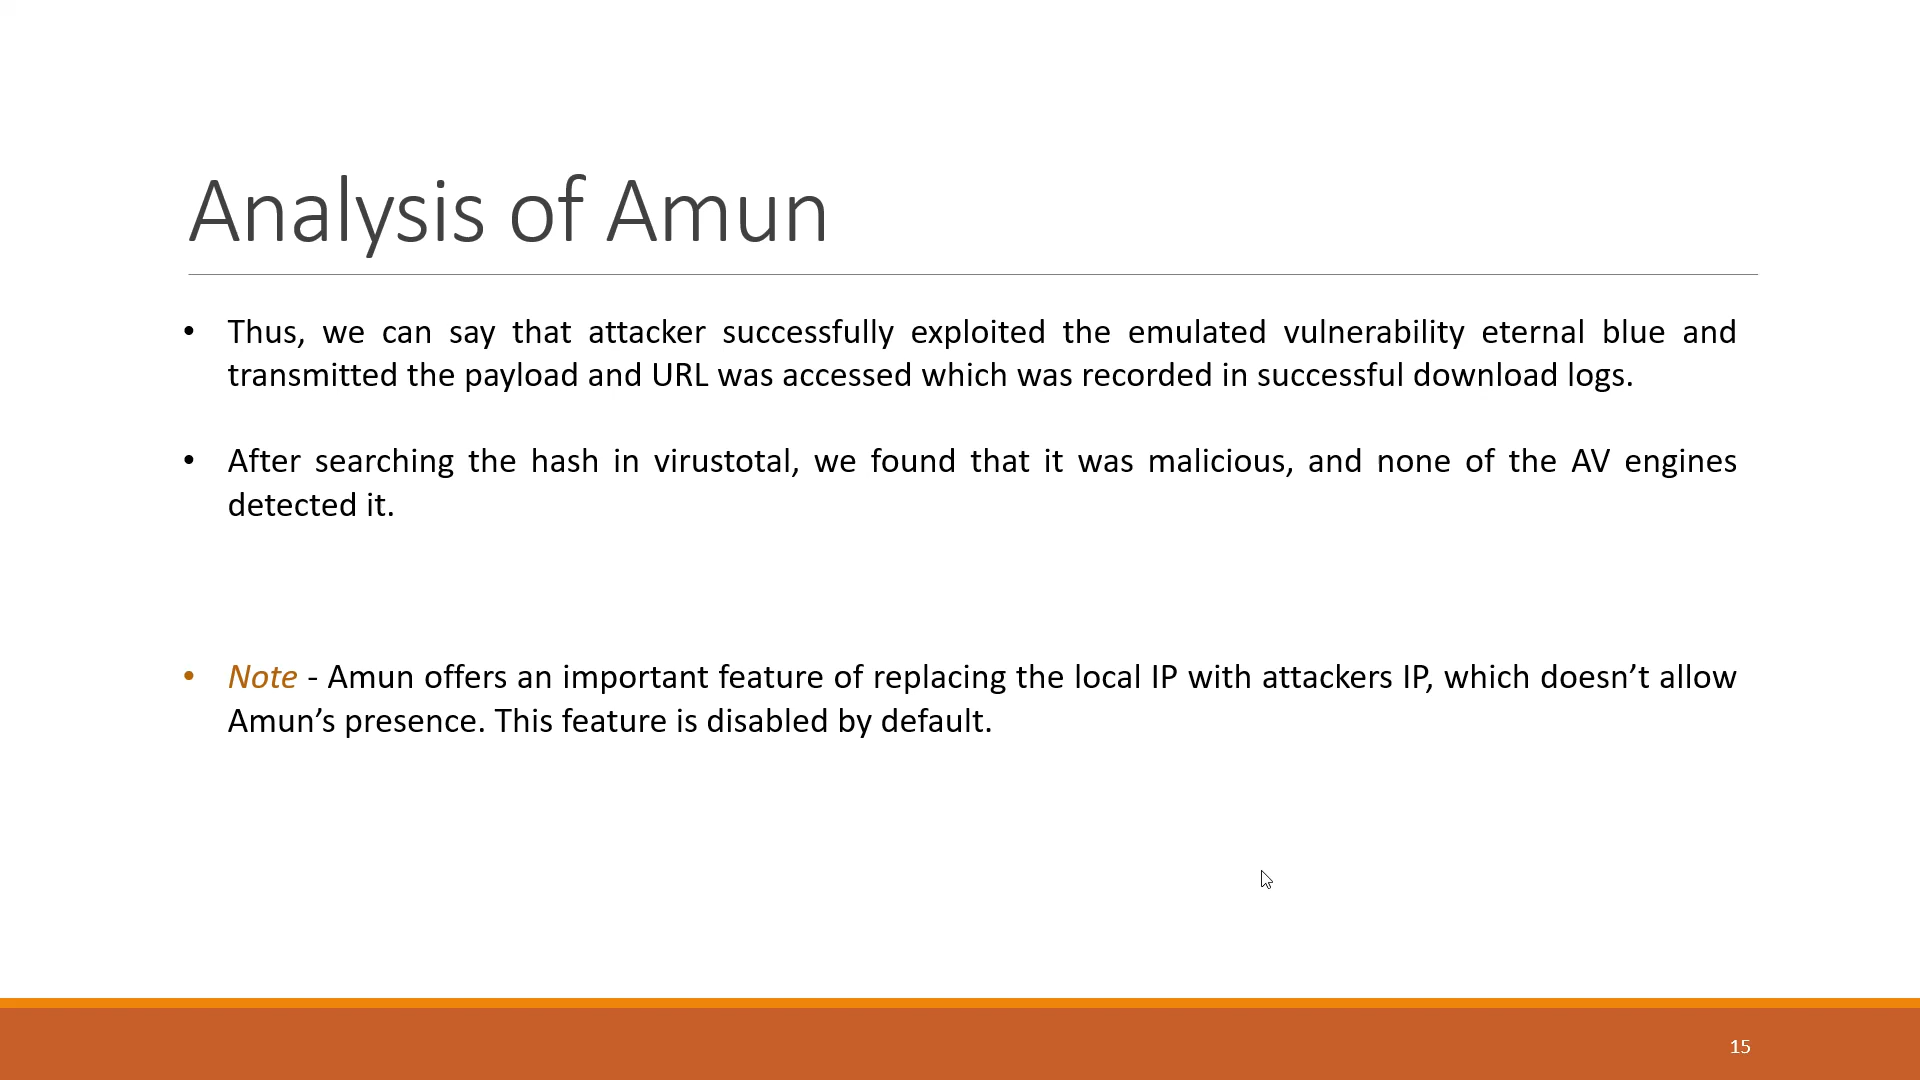 Analysis of Amun
• Thus, we can say that attacker successfully exploited the emulated vulnerability eternal blue and
transmitted the payload and URL was accessed which was recorded in successful download logs.
• After searching the hash in virustotal, we found that it was malicious, and none of the AV engines
detected it.
• Note - Amun offers an important feature of replacing the local IP with attackers IP, which doesn’t allow
Amun’s presence. This feature is disabled by default.
15